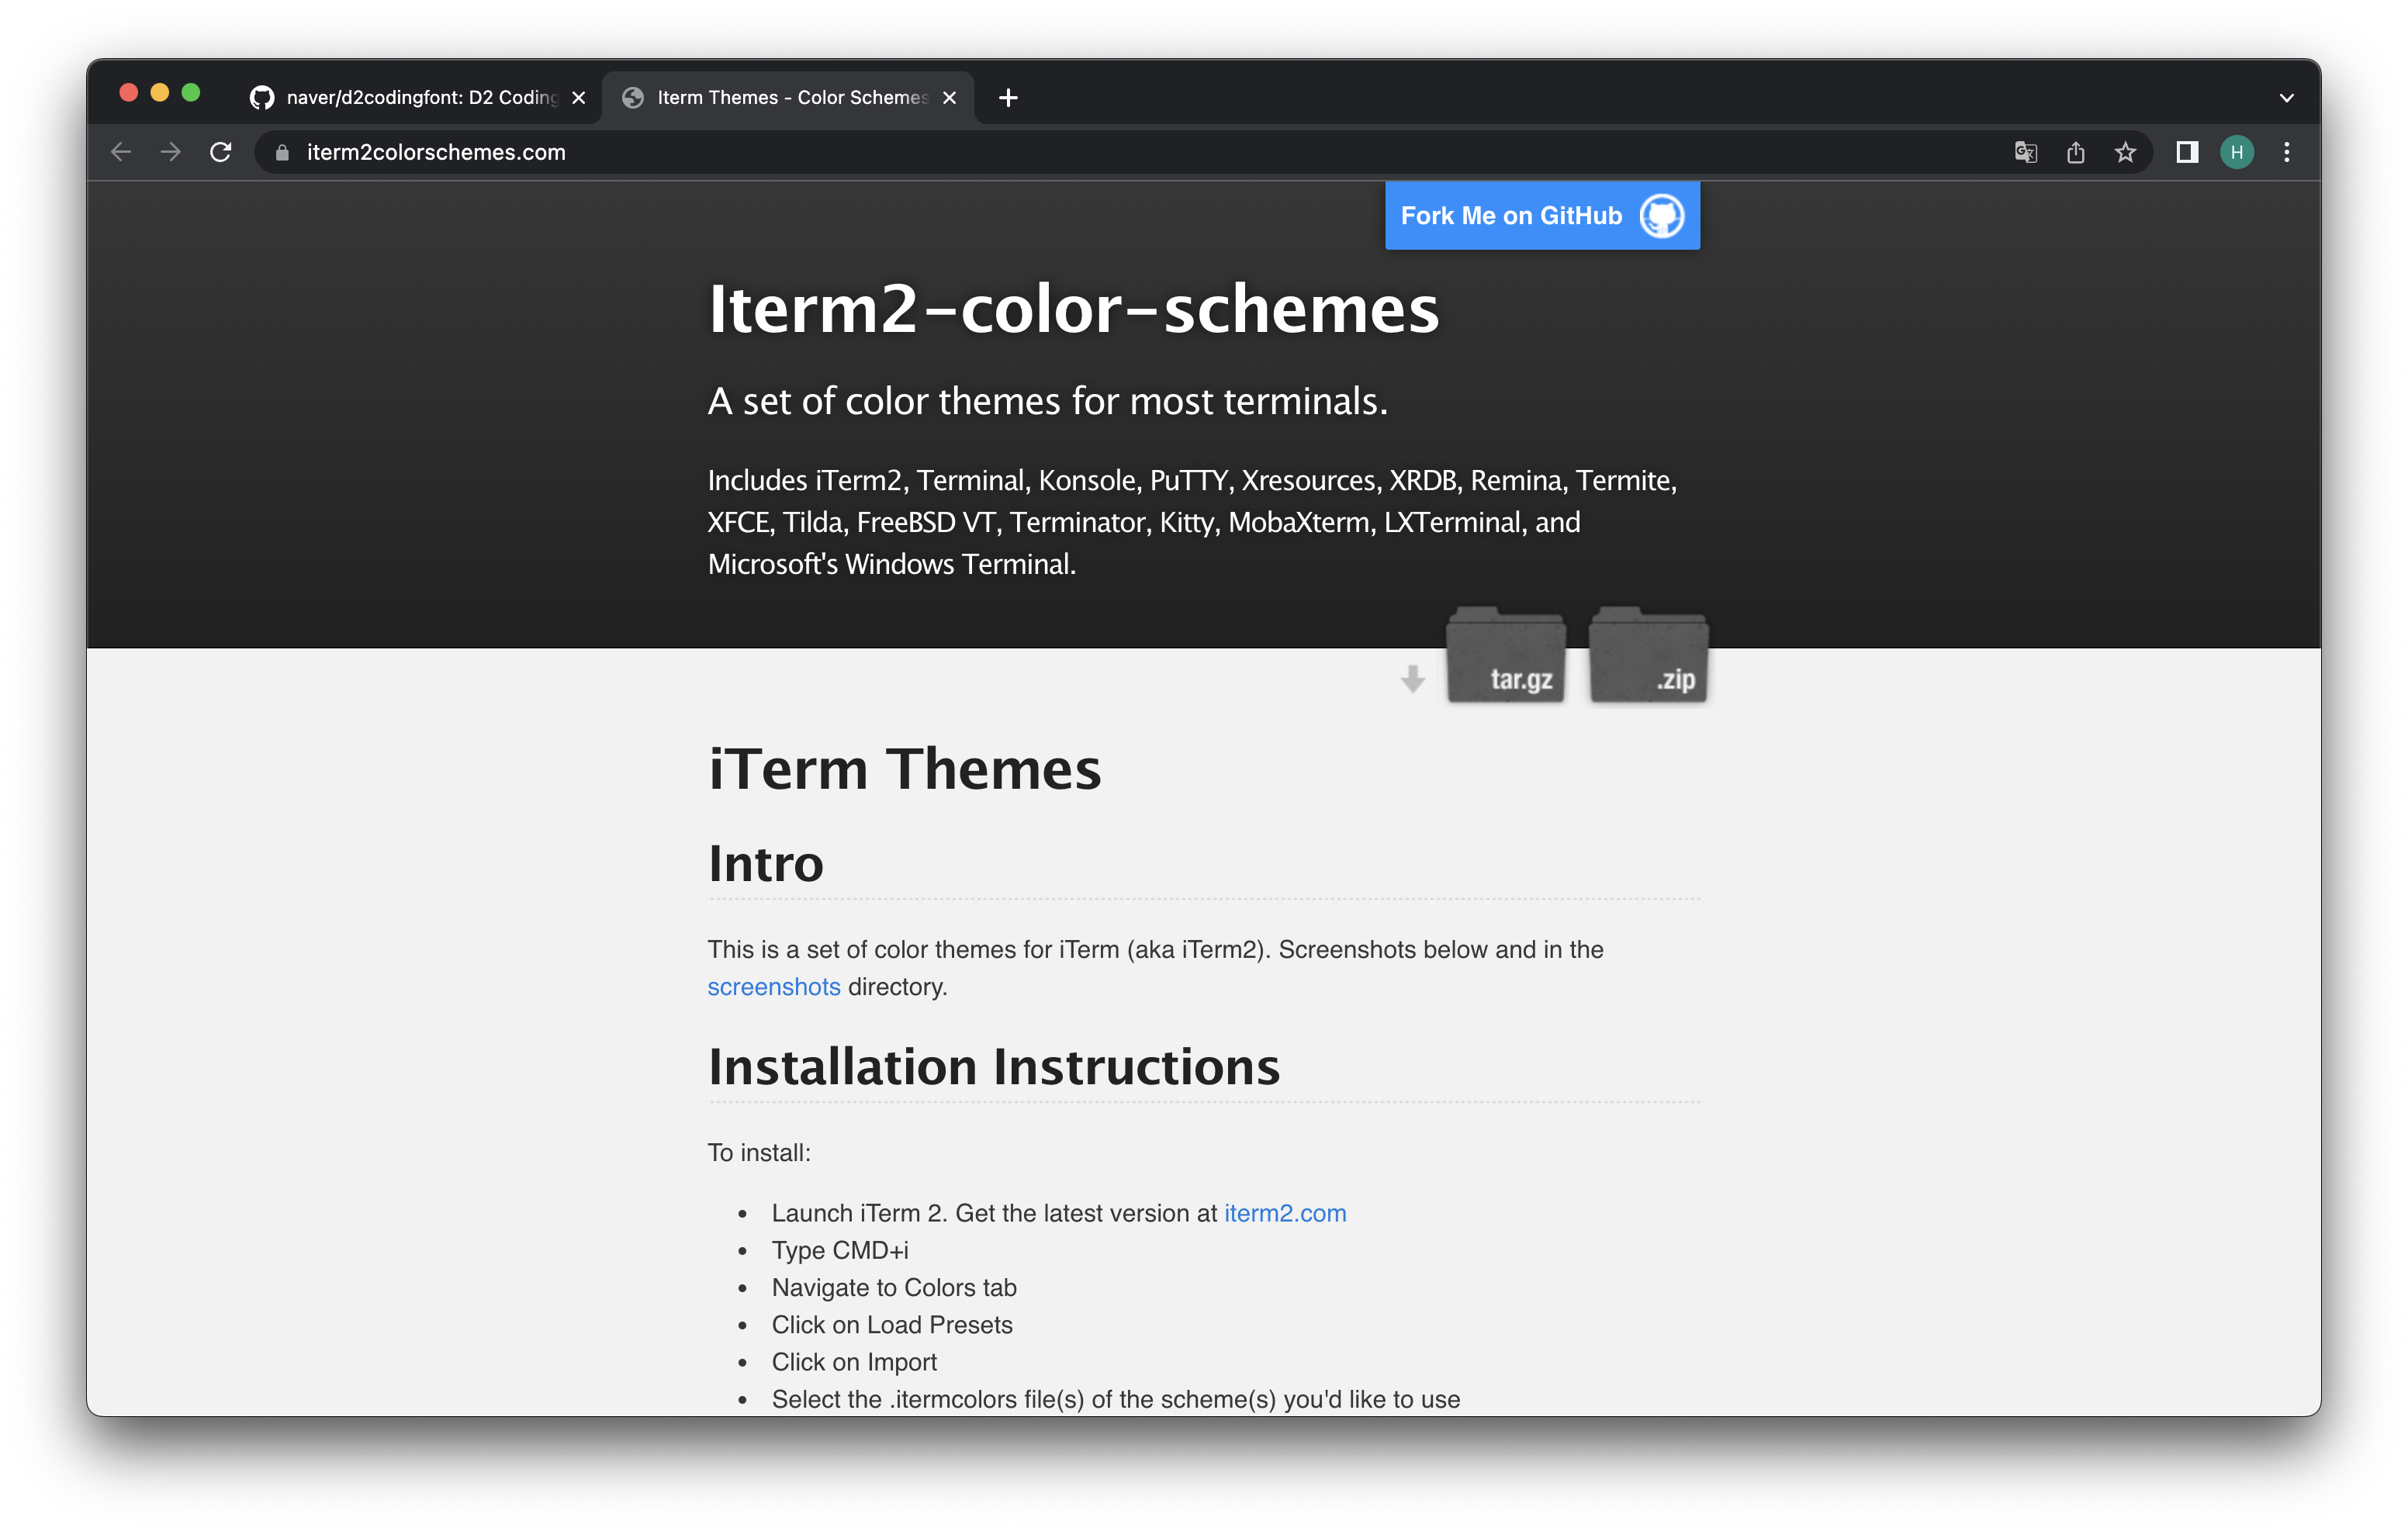 naver/d2codingfont: D2 Coding
Iterm Themes - Color Schemes
iterm2colorschemes.com
H
Fork Me on GitHub
Iterm2-color-schemes
A set of color themes for most terminals.
Includes iTerm2, Terminal, Konsole, PuTTY, Xresources, XRDB, Remina, Termite,
XFCE, Tilda, FreeBSD VT, Terminator, Kitty, MobaXterm, LXTerminal, and
Microsoft's Windows Terminal.
tar.gz
.zip
iTerm Themes
Intro
This is a set of color themes for iTerm (aka iTerm2). Screenshots below and in the
screenshots directory.
Installation Instructions
To install:
• Launch iTerm 2. Get the latest version at iterm2.com
• Type CMD+i
• Navigate to Colors tab
• Click on Load Presets
• Click on Import
• Select the .itermcolors file(s) of the scheme(s) you'd like to use